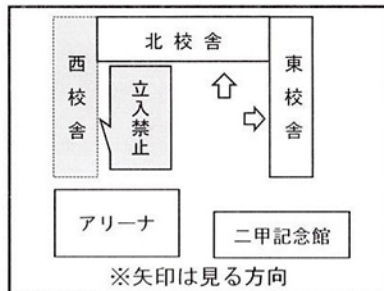 北校舎
西校舎
立入禁止
東校舎
アリーナ
二甲記念館
※矢印は見る方向